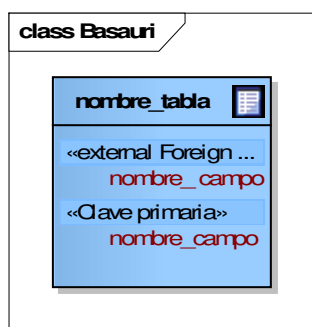 class Basauri
nombre_tabla
«external Foreign ...
nombre_campo
«Clave primaria»
nombre_campo